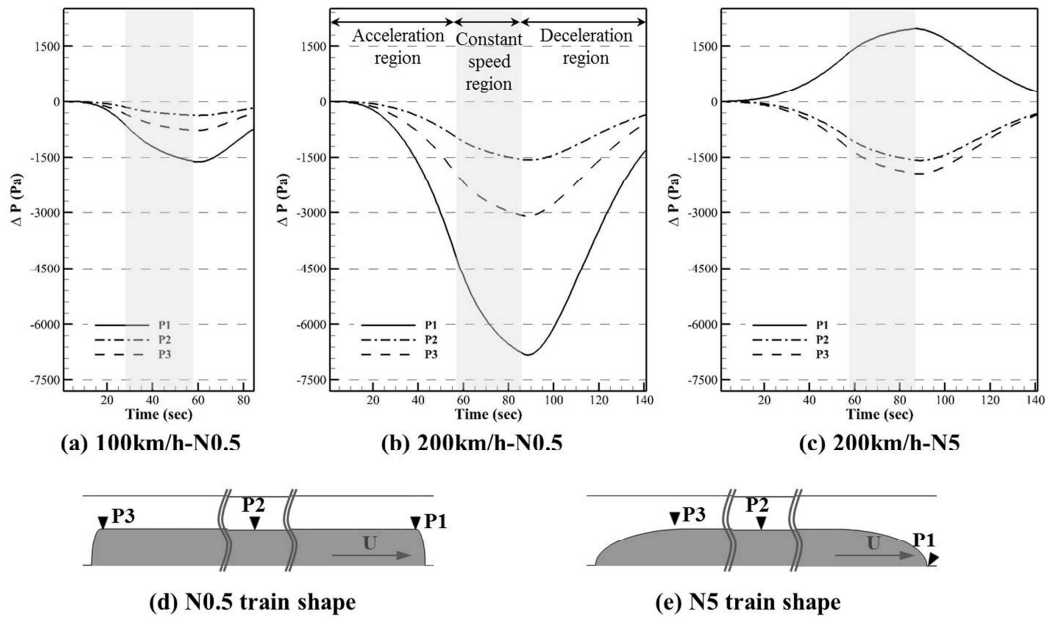 1500
0
-1500
-3000
-4500
-6000
-7500
Δ P (Pa)
P1
P2
P3
20 40 60 80
Time (sec)
(a) 100km/h-N0.5
Acceleration region
Constant speed region
Deceleration region
1500
0
-1500
-3000
-4500
-6000
-7500
Δ P (Pa)
P1
P2
P3
20 40 60 80 100 120 140
Time (sec)
(b) 200km/h-N0.5
1500
0
-1500
-3000
-4500
-6000
-7500
Δ P (Pa)
P1
P2
P3
20 40 60 80 100 120 140
Time (sec)
(c) 200km/h-N5
P3
P2
P1
U
(d) N0.5 train shape
P3
P2
P1
U
(e) N5 train shape